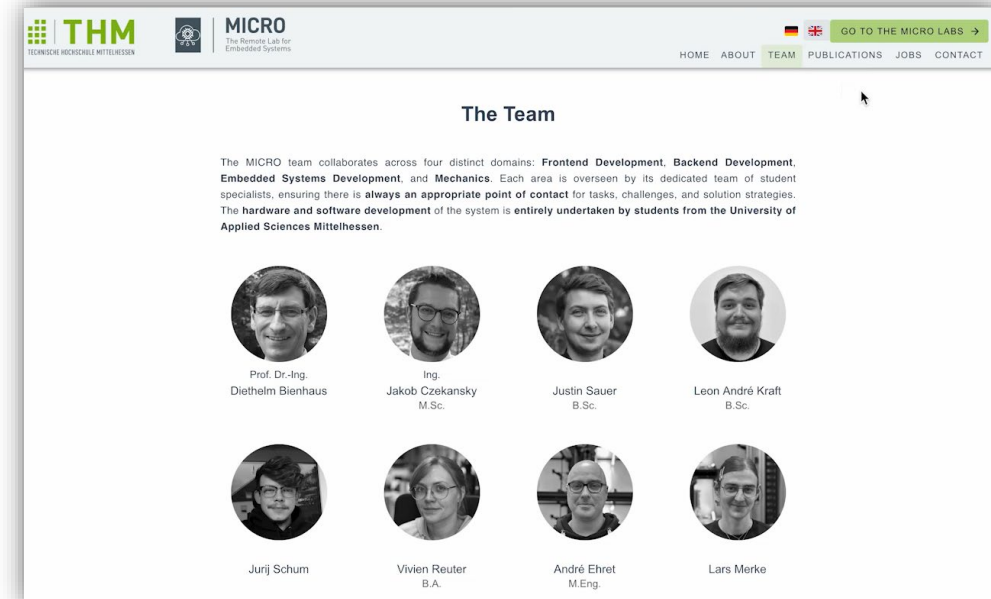 THM
TECHNISCHE HOCHSCHULE MITTELHESSEN
MICRO
The Remote Lab for
Embedded Systems
GO TO THE MICRO LABS →
HOME ABOUT TEAM PUBLICATIONS JOBS CONTACT
The Team
The MICRO team collaborates across four distinct domains: Frontend Development, Backend Development,
Embedded Systems Development, and Mechanics. Each area is overseen by its dedicated team of student
specialists, ensuring there is always an appropriate point of contact for tasks, challenges, and solution strategies.
The hardware and software development of the system is entirely undertaken by students from the University of
Applied Sciences Mittelhessen.
Prof. Dr.-Ing.
Diethelm Bienhaus
Ing.
Jakob Czekansky
M.Sc.
Justin Sauer
B.Sc.
Leon André Kraft
B.Sc.
Jurij Schum
Vivien Reuter
B.A.
André Ehret
M.Eng.
Lars Merke